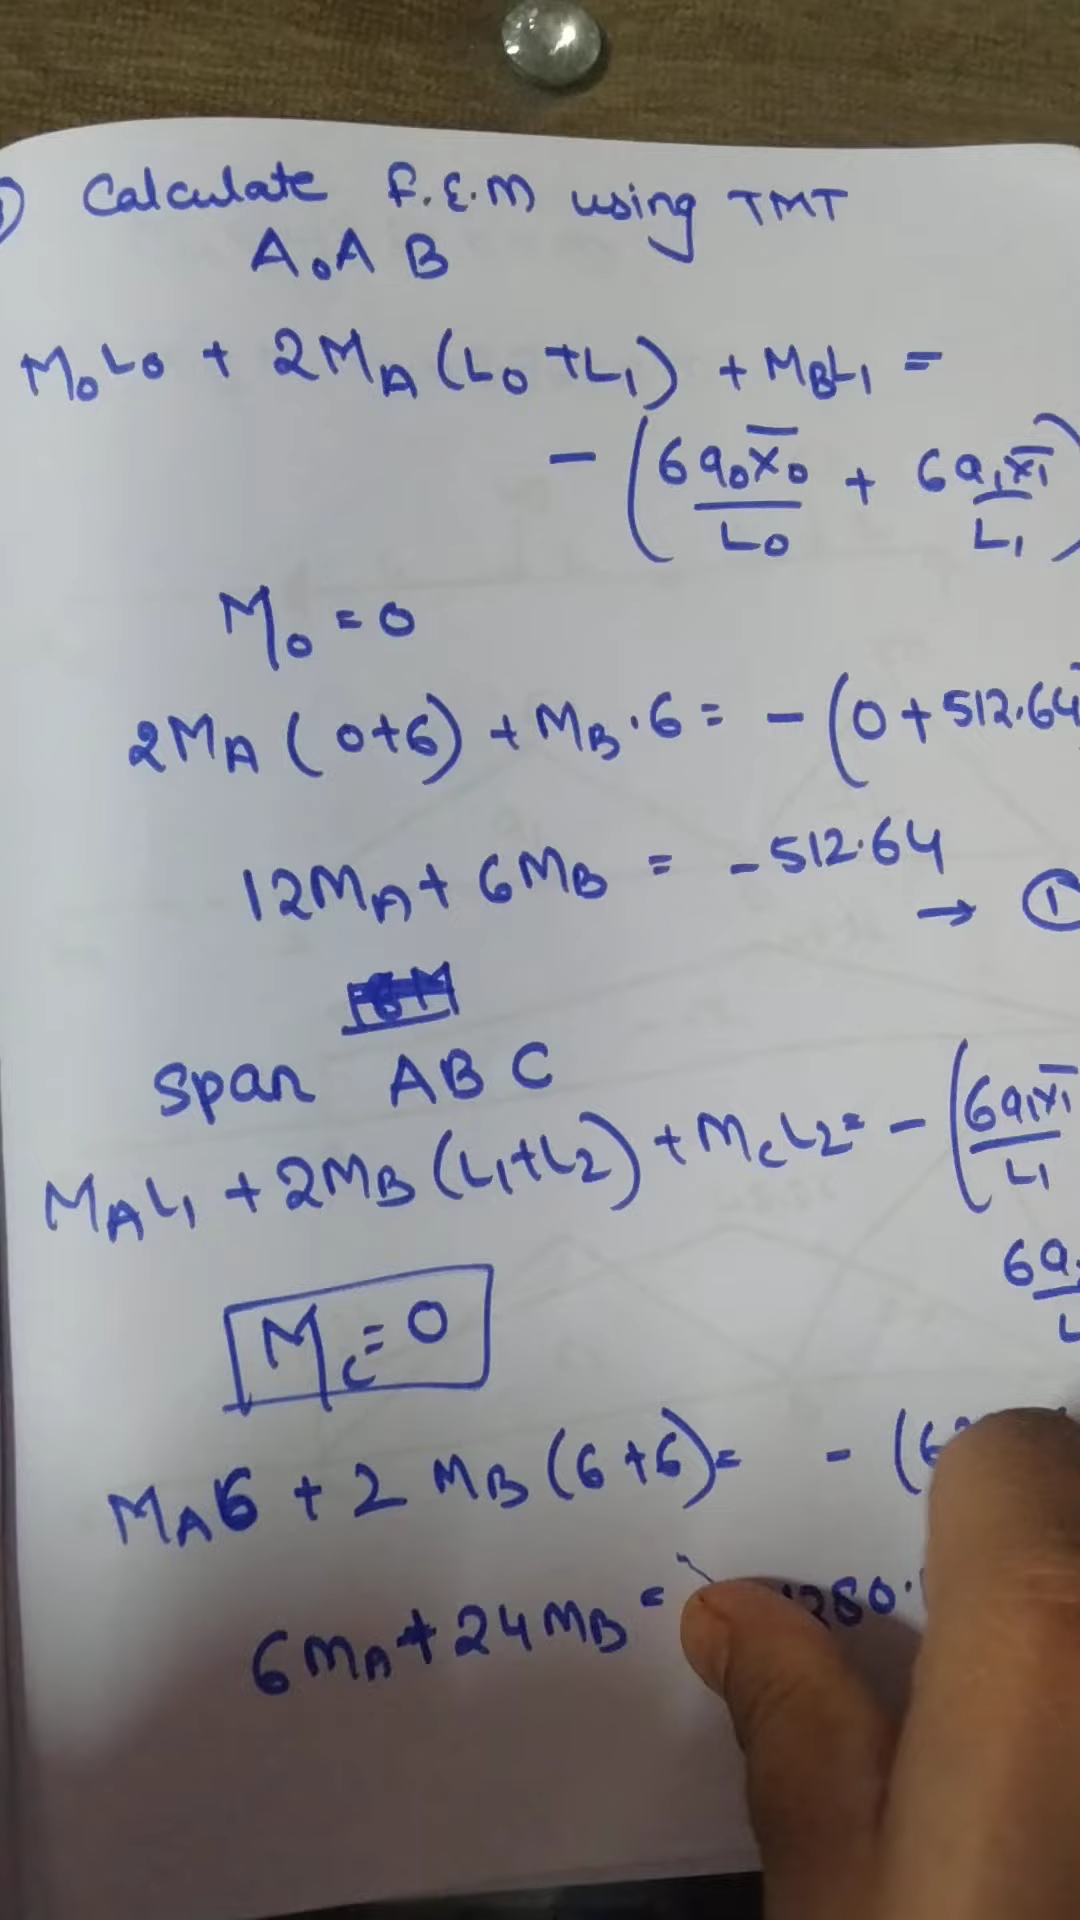 Calculate F.E.M using TMT
A₀A B
M₀L₀ + 2M_A (L₀ + L₁) + M_BL₁ =
- (6a₀x̄₀/L₀ + 6a₁x̄₁/L₁)
M₀ = 0
2M_A (0+6) + M_B.6 = - (0 + 512.64
12M_A + 6M_B = - 512.64
→ ①
Span ABC
M_AL₁ + 2M_B (L₁+L₂) + M_CL₂ = - (6a₁x̄₁/L₁
6a
M_C = 0
M_A6 + 2 M_B (6+6) = - (6
6M_A + 24M_B =